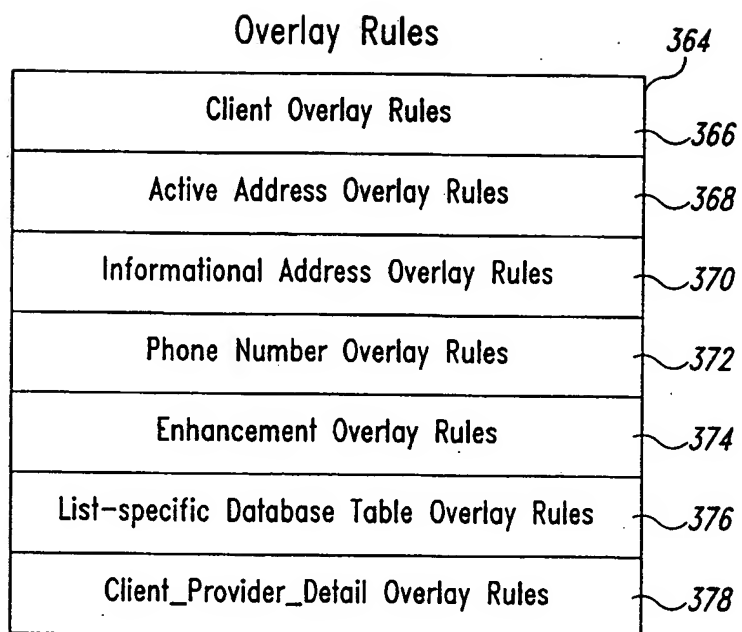 Overlay Rules
364
Client Overlay Rules
366
Active Address Overlay Rules
368
Informational Address Overlay Rules
370
Phone Number Overlay Rules
372
Enhancement Overlay Rules
374
List-specific Database Table Overlay Rules
376
Client_Provider_Detail Overlay Rules
378